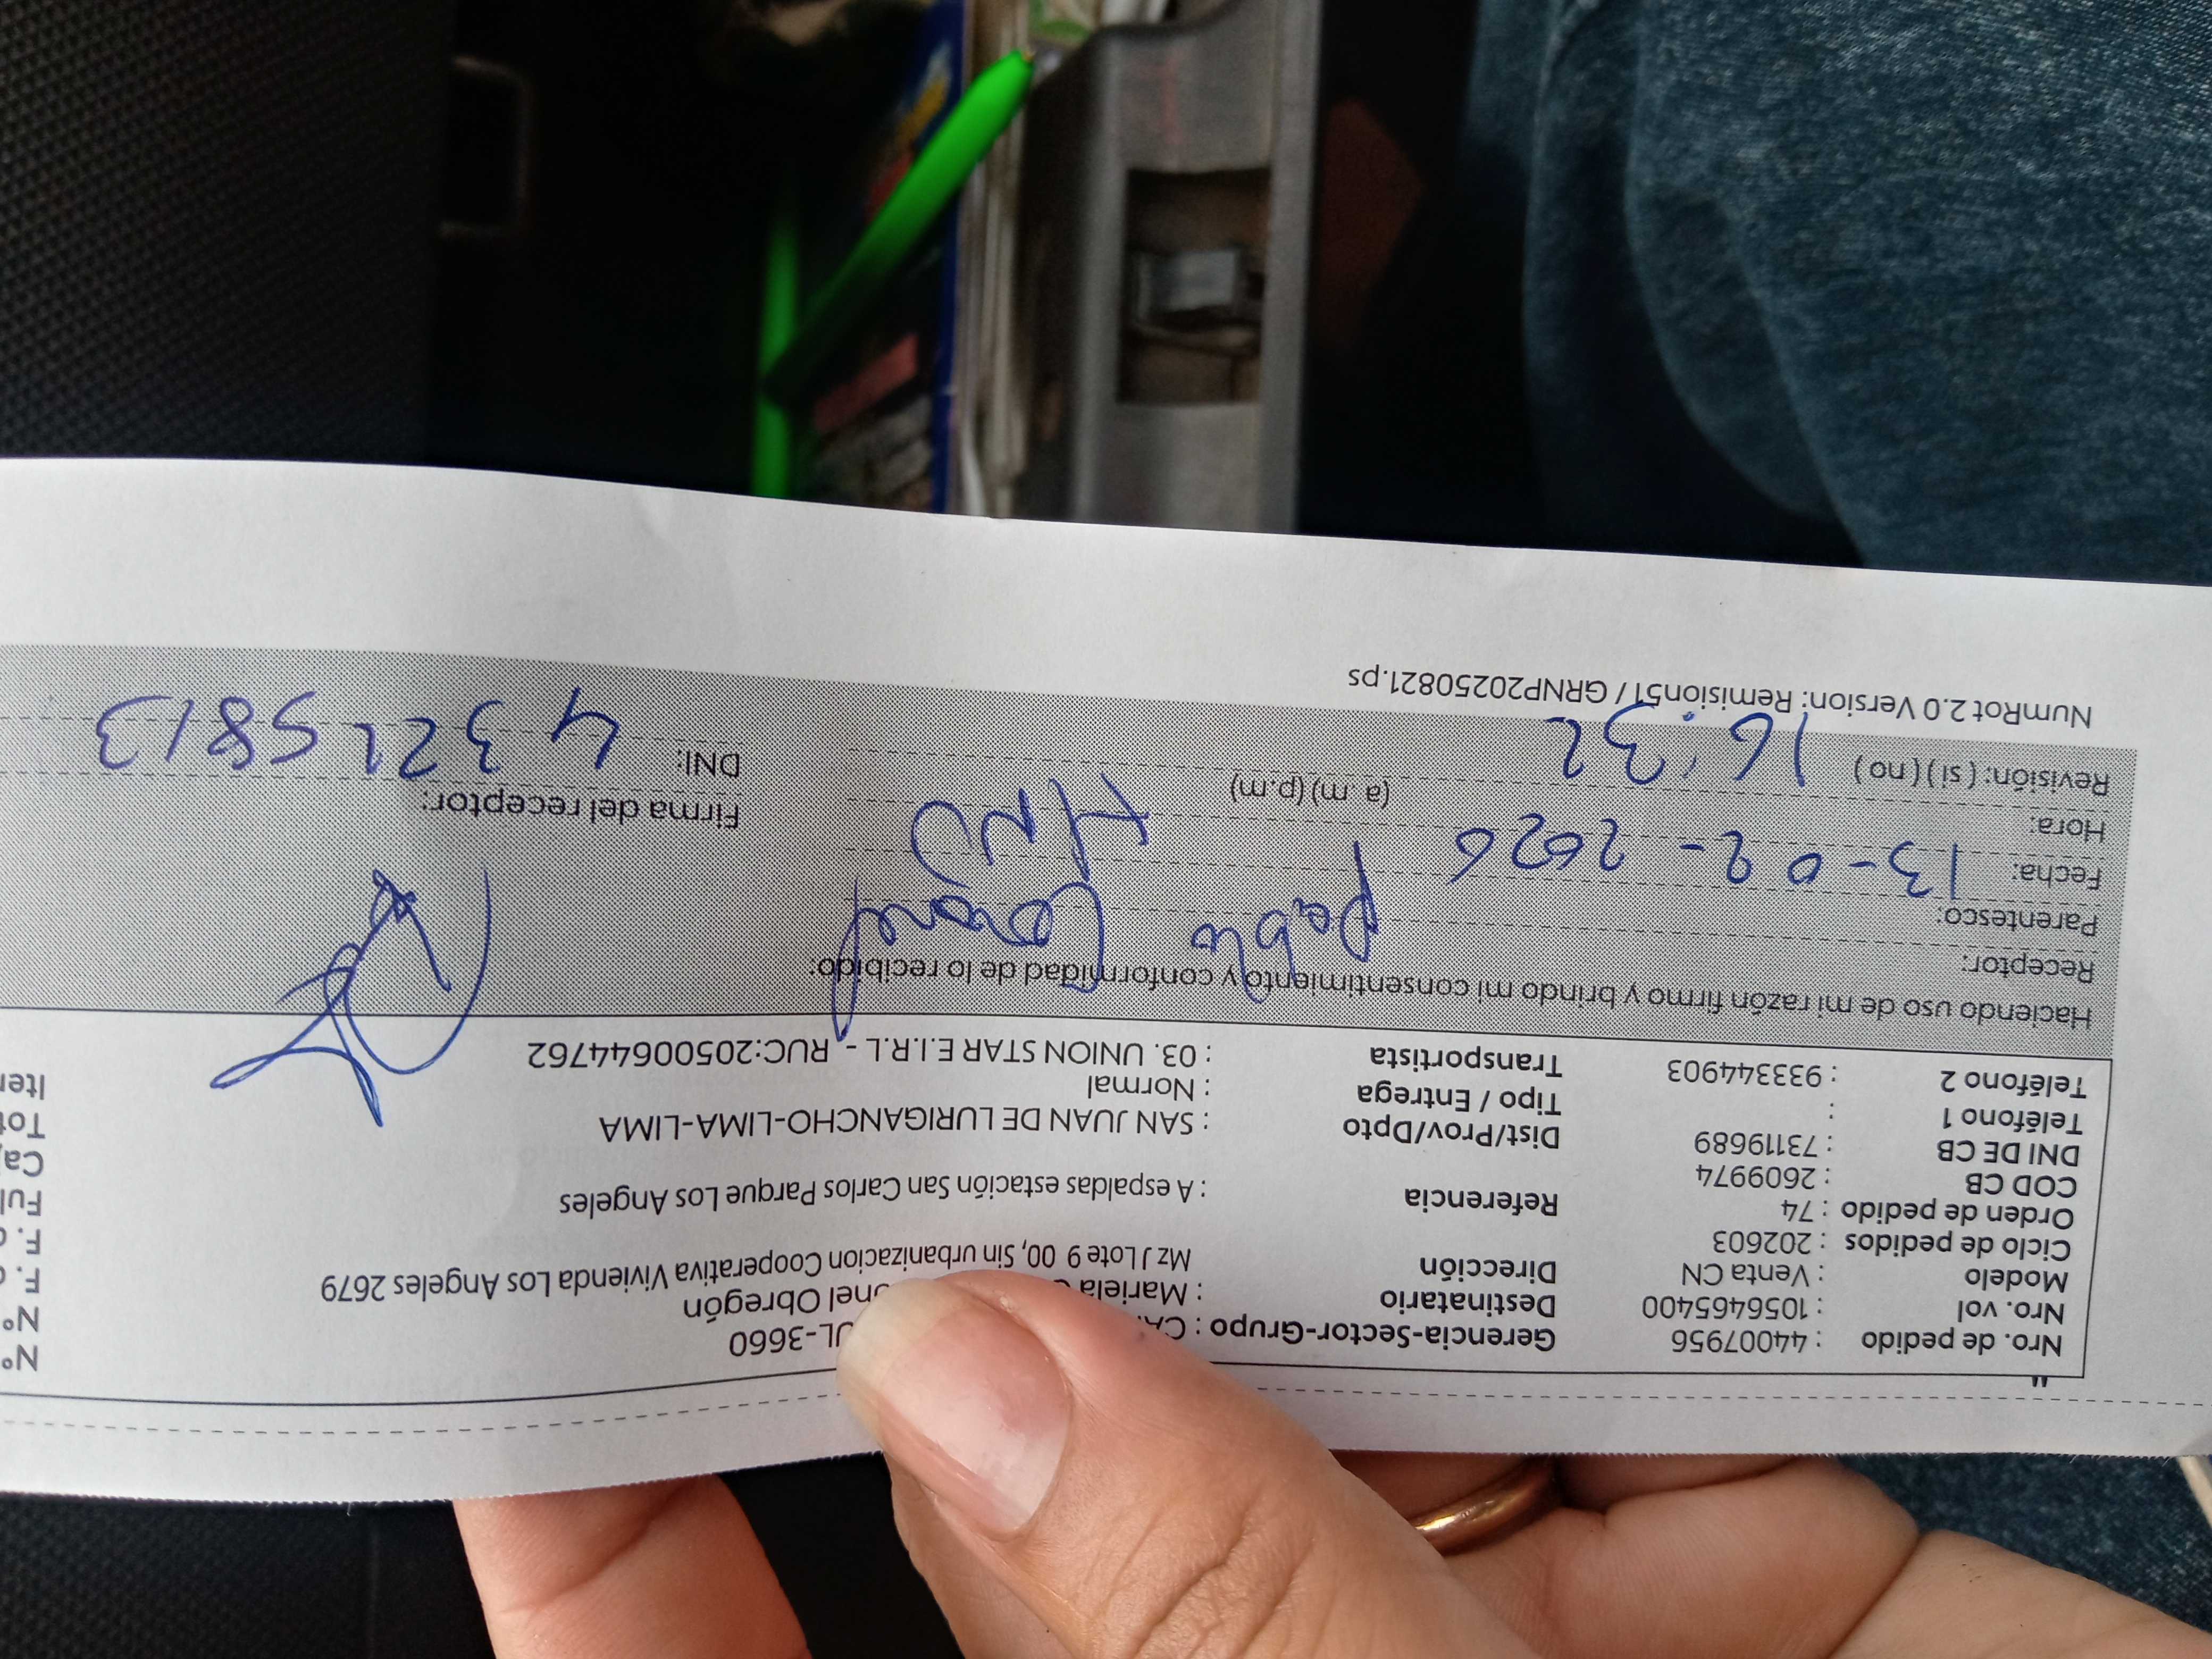 Nro. de pedido : 44007956
Nro. vol : 1056465400
Modelo : Venta CN
Ciclo de pedidos : 202603
Orden de pedido : 74
COD CB : 2609974
DNI DE CB : 73119689
Teléfono 1 :
Teléfono 2 : 933344903
Gerencia-Sector-Grupo : UL-3660
Destinatario : Mariela Obregón
Dirección Mz J Lote 9 00, Sin urbanizacion Cooperativa Vivienda Los Angeles 2679
Referencia : A espaldas estación San Carlos Parque Los Angeles
Dist/Prov/Dpto : SAN JUAN DE LURIGANCHO-LIMA-LIMA
Tipo / Entrega : Normal
Transportista : 03. UNION STAR E.I.R.L - RUC:20500644762
N°
N°
F.
F.
Haciendo uso de mi razón firmo y brindo mi consentimiento y conformidad de lo recibido:
Receptor: Pablo Coronel
Parentesco:
Fecha: 13-02-2026
Hora: (a.m)(p.m)
Revisión: (si) (no) 16:32
Firma del receptor:
DNI: 43215813
NumRot 2.0 Version: Remision51 / GRNP20250821.ps